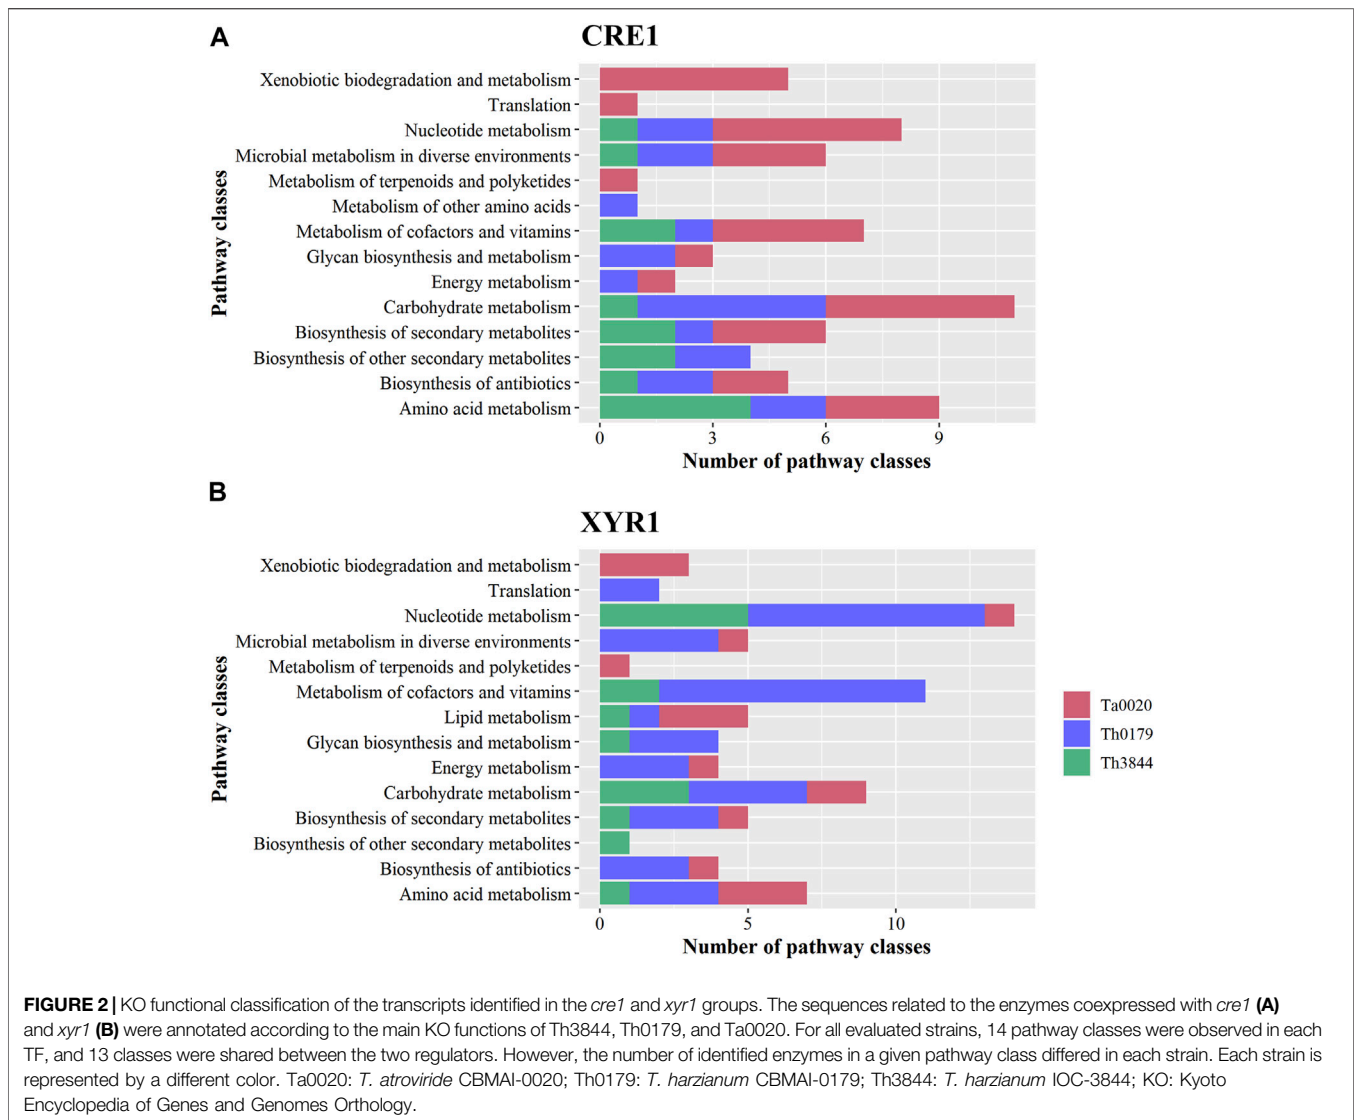 A
CRE1
Pathway classes
Xenobiotic biodegradation and metabolism
Translation
Nucleotide metabolism
Microbial metabolism in diverse environments
Metabolism of terpenoids and polyketides
Metabolism of other amino acids
Metabolism of cofactors and vitamins
Glycan biosynthesis and metabolism
Energy metabolism
Carbohydrate metabolism
Biosynthesis of secondary metabolites
Biosynthesis of other secondary metabolites
Biosynthesis of antibiotics
Amino acid metabolism
0 3 6 9
Number of pathway classes
B
XYR1
Pathway classes
Xenobiotic biodegradation and metabolism
Translation
Nucleotide metabolism
Microbial metabolism in diverse environments
Metabolism of terpenoids and polyketides
Metabolism of cofactors and vitamins
Lipid metabolism
Glycan biosynthesis and metabolism
Energy metabolism
Carbohydrate metabolism
Biosynthesis of secondary metabolites
Biosynthesis of other secondary metabolites
Biosynthesis of antibiotics
Amino acid metabolism
0 5 10
Number of pathway classes
Ta0020
Th0179
Th3844
FIGURE 2 | KO functional classification of the transcripts identified in the cre1 and xyr1 groups. The sequences related to the enzymes coexpressed with cre1 (A)
and xyr1 (B) were annotated according to the main KO functions of Th3844, Th0179, and Ta0020. For all evaluated strains, 14 pathway classes were observed in each
TF, and 13 classes were shared between the two regulators. However, the number of identified enzymes in a given pathway class differed in each strain. Each strain is
represented by a different color. Ta0020: T. atroviride CBMAI-0020; Th0179: T. harzianum CBMAI-0179; Th3844: T. harzianum IOC-3844; KO: Kyoto
Encyclopedia of Genes and Genomes Orthology.